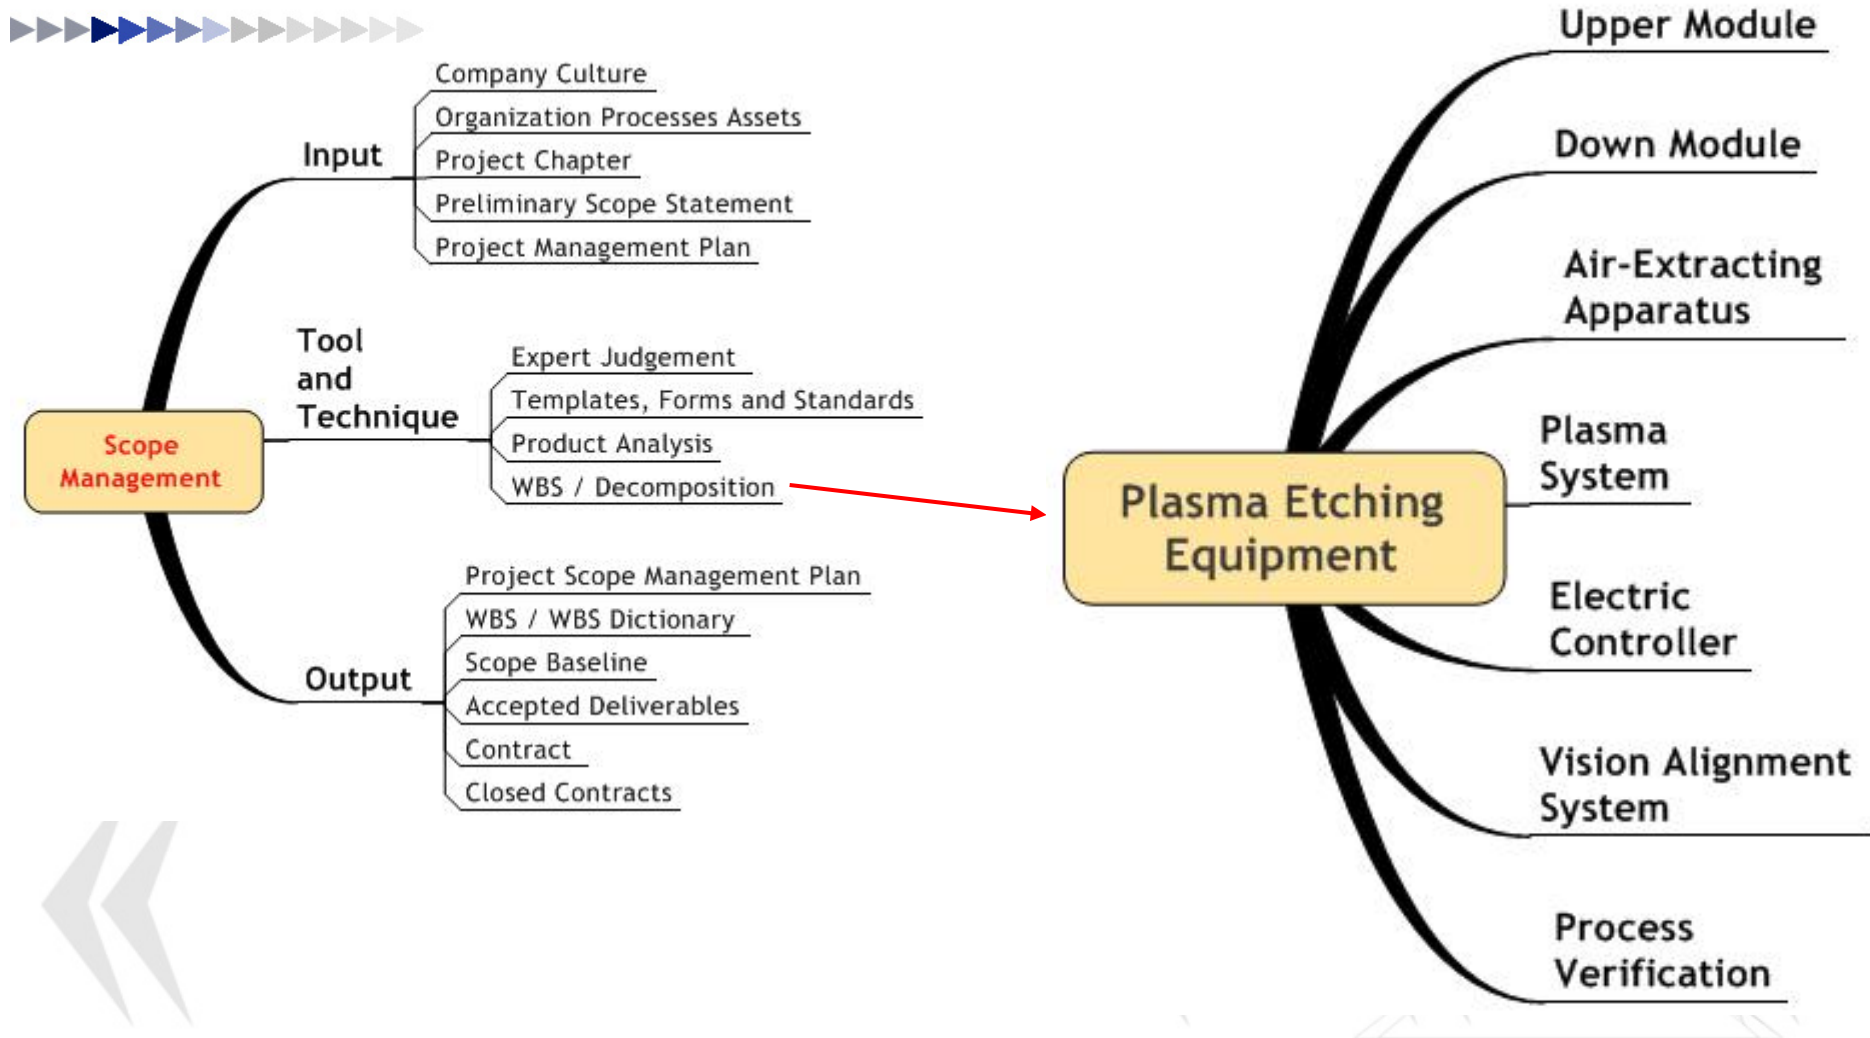 Scope
Management
Input
Company Culture
Organization Processes Assets
Project Chapter
Preliminary Scope Statement
Project Management Plan
Tool
and
Technique
Expert Judgement
Templates, Forms and Standards
Product Analysis
WBS / Decomposition
Output
Project Scope Management Plan
WBS / WBS Dictionary
Scope Baseline
Accepted Deliverables
Contract
Closed Contracts
Plasma Etching
Equipment
Upper Module
Down Module
Air-Extracting
Apparatus
Plasma
System
Electric
Controller
Vision Alignment
System
Process
Verification